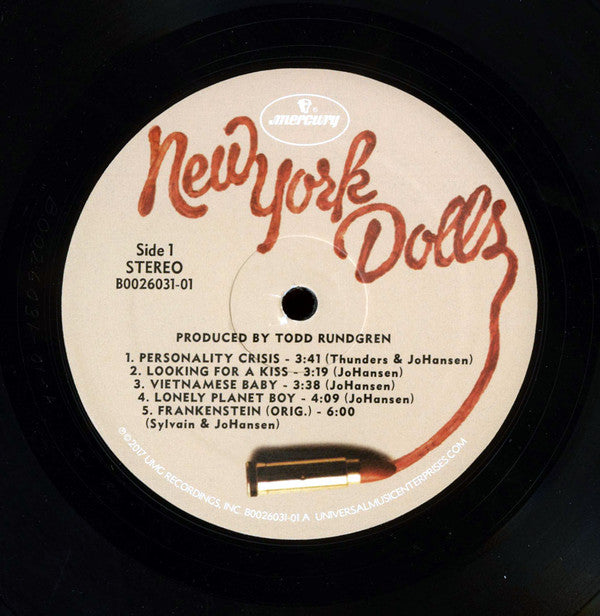 mercury
New York
Dolls
Side 1
STEREO
B0026031-01
PRODUCED BY TODD RUNDGREN
1. PERSONALITY CRISIS - 3:41 (Thunders & JoHansen)
2. LOOKING FOR A KISS - 3:19 (JoHansen)
3. VIETNAMESE BABY - 3:38 (JoHansen)
4. LONELY PLANET BOY - 4:09 (JoHansen)
5. FRANKENSTEIN (ORIG.) - 6:00
(Sylvain & JoHansen)
℗©2017 UMG RECORDINGS, INC. B0026031-01 A UNIVERSALMUSICENTERPRISES.COM